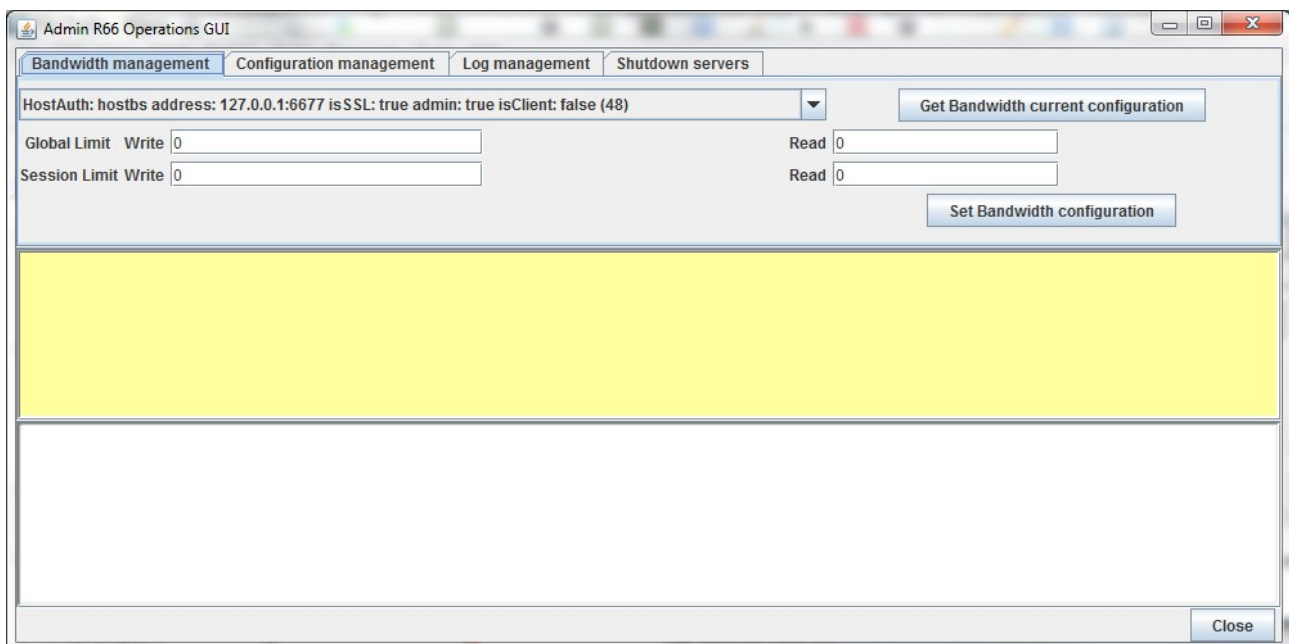 Admin R66 Operations GUI
Bandwidth management Configuration management Log management Shutdown servers
HostAuth: hostbs address: 127.0.0.1:6677 isSSL: true admin: true isClient: false (48) Get Bandwidth current configuration
Global Limit Write 0 Read 0
Session Limit Write 0 Read 0
Set Bandwidth configuration
Close